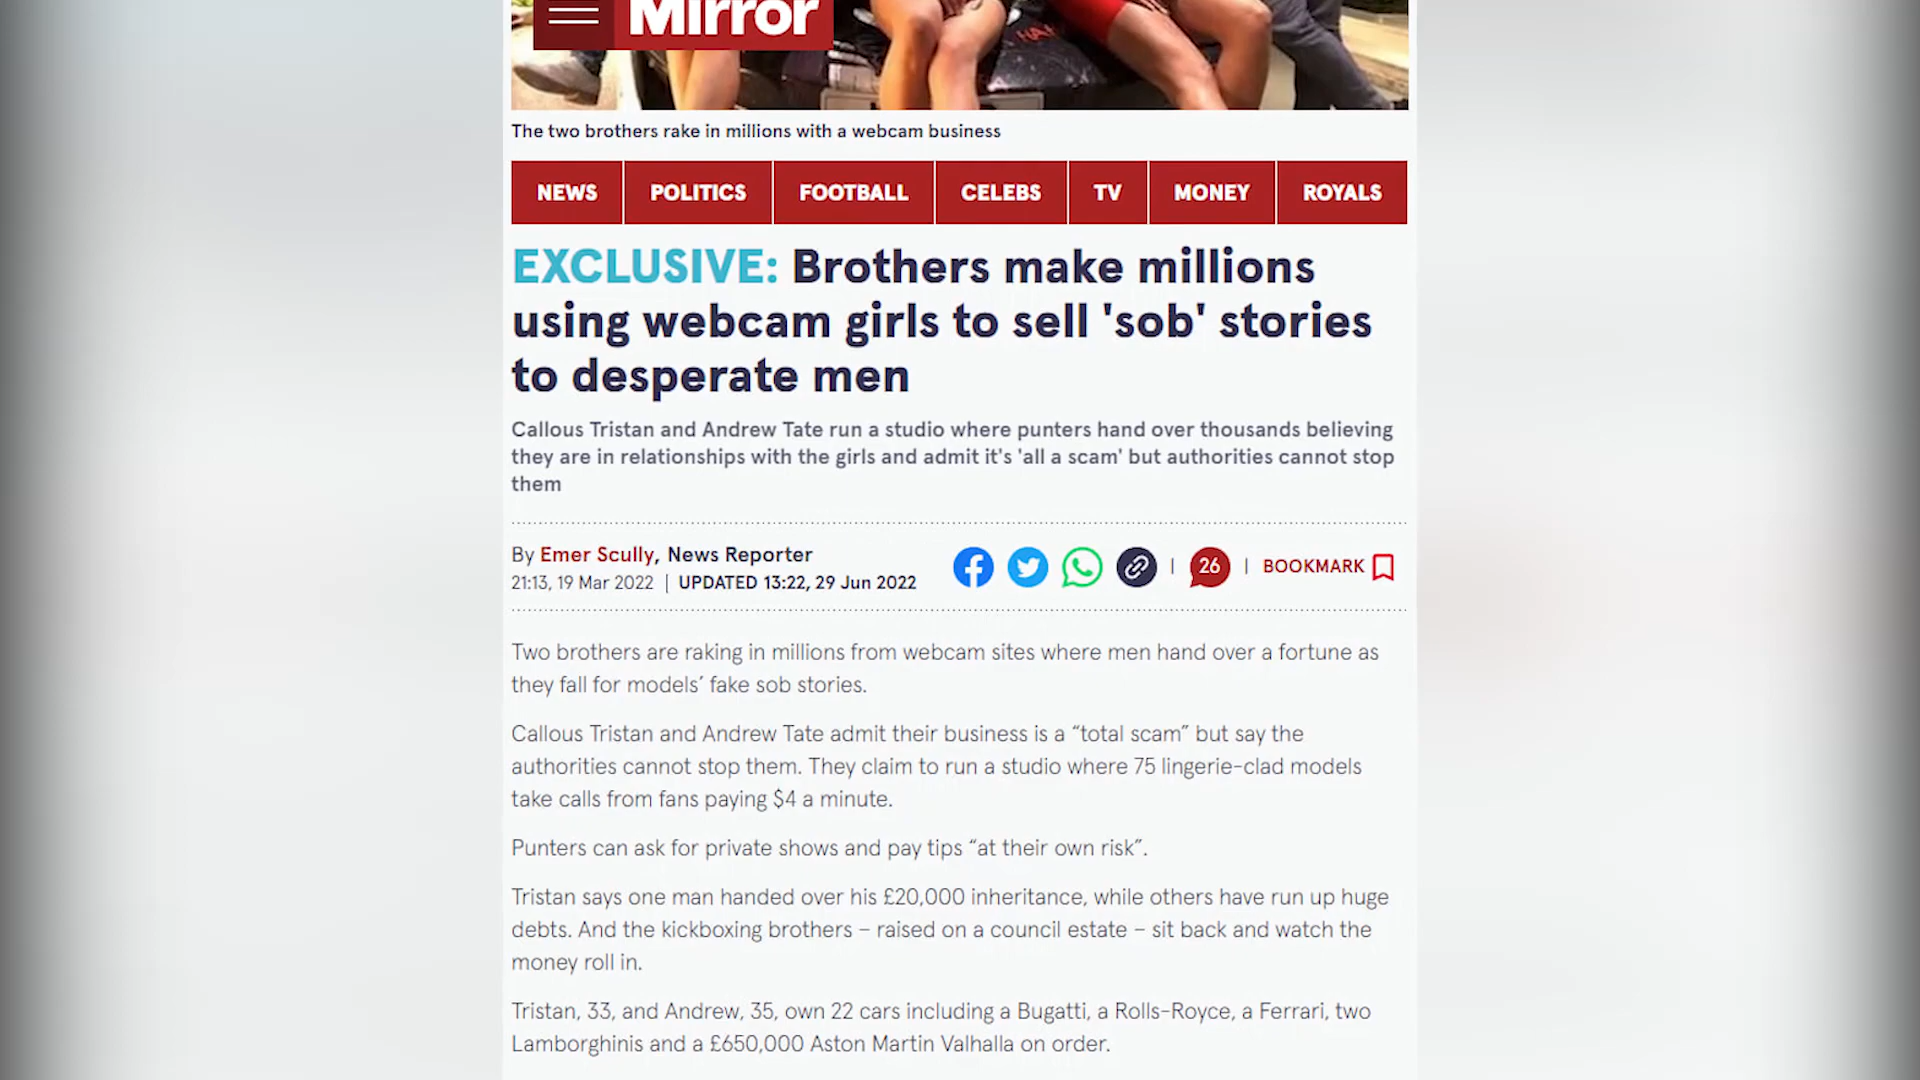 Mirror
HA
The two brothers rake in millions with a webcam business
NEWS POLITICS FOOTBALL CELEBS TV MONEY ROYALS
EXCLUSIVE: Brothers make millions
using webcam girls to sell 'sob' stories
to desperate men
Callous Tristan and Andrew Tate run a studio where punters hand over thousands believing
they are in relationships with the girls and admit it's 'all a scam' but authorities cannot stop
them
By Emer Scully, News Reporter
21:13, 19 Mar 2022 | UPDATED 13:22, 29 Jun 2022
26 | BOOKMARK
Two brothers are raking in millions from webcam sites where men hand over a fortune as
they fall for models’ fake sob stories.
Callous Tristan and Andrew Tate admit their business is a “total scam” but say the
authorities cannot stop them. They claim to run a studio where 75 lingerie-clad models
take calls from fans paying $4 a minute.
Punters can ask for private shows and pay tips “at their own risk”.
Tristan says one man handed over his £20,000 inheritance, while others have run up huge
debts. And the kickboxing brothers – raised on a council estate – sit back and watch the
money roll in.
Tristan, 33, and Andrew, 35, own 22 cars including a Bugatti, a Rolls-Royce, a Ferrari, two
Lamborghinis and a £650,000 Aston Martin Valhalla on order.